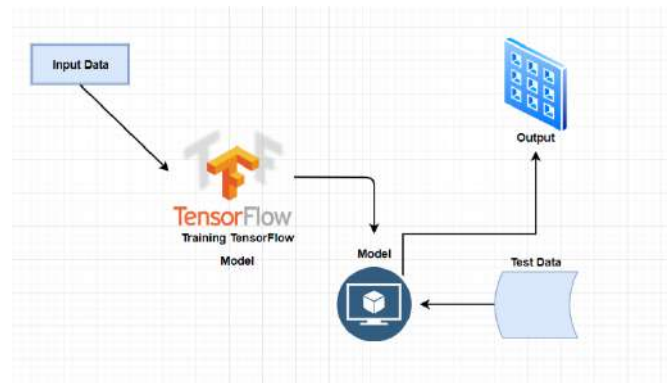 Input Data
TensorFlow
Training TensorFlow
Model
Model
Output
Test Data